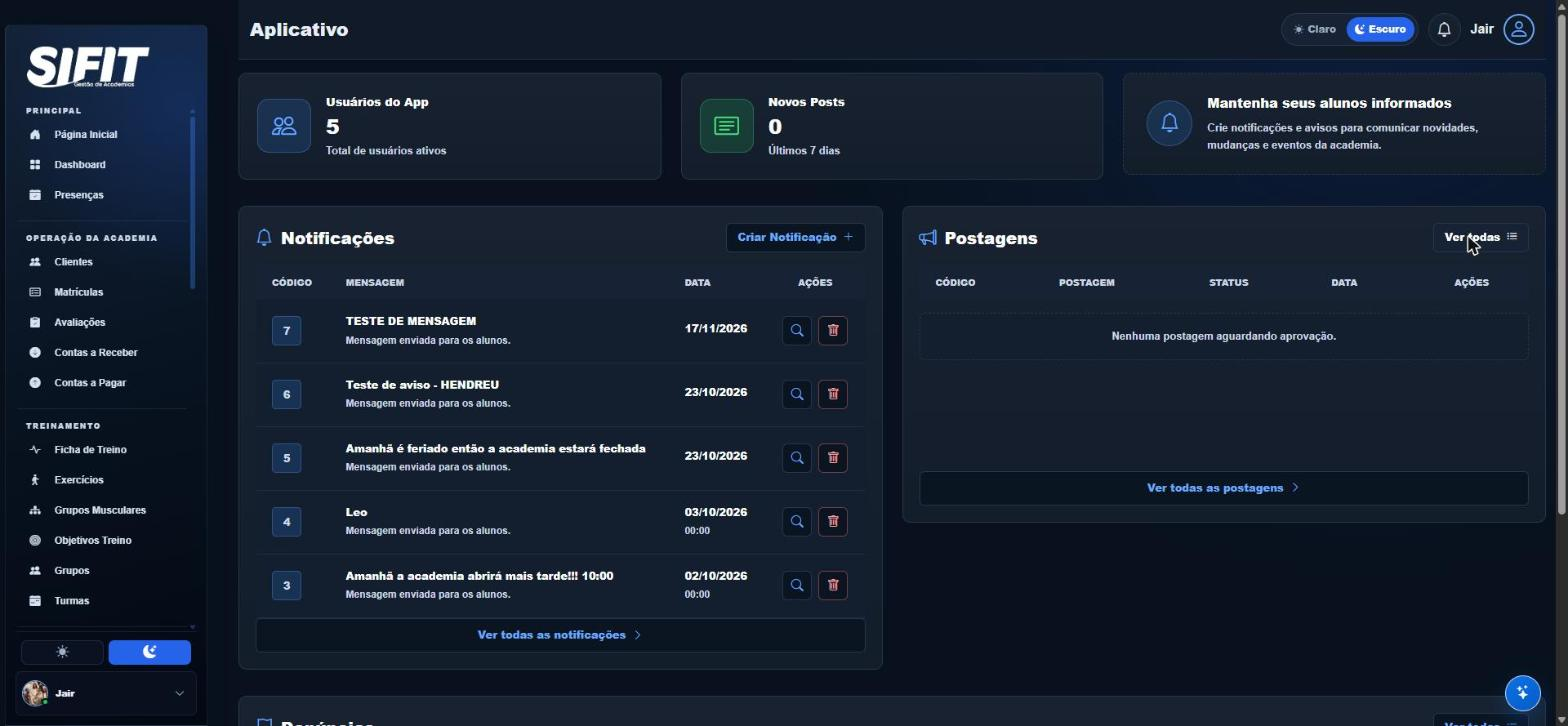 SIFIT
Gestão de Academias
PRINCIPAL
Página Inicial
Dashboard
Presenças
OPERAÇÃO DA ACADEMIA
Clientes
Matrículas
Avaliações
Contas a Receber
Contas a Pagar
TREINAMENTO
Ficha de Treino
Exercícios
Grupos Musculares
Objetivos Treino
Grupos
Turmas
Jair
Aplicativo
Claro
Escuro
Jair
Usuários do App
5
Total de usuários ativos
Novos Posts
0
Últimos 7 dias
Mantenha seus alunos informados
Crie notificações e avisos para comunicar novidades,
mudanças e eventos da academia.
Notificações
Criar Notificação +
CÓDIGO MENSAGEM DATA AÇÕES
7 TESTE DE MENSAGEM 17/11/2026
Mensagem enviada para os alunos.
6 Teste de aviso - HENDREU 23/10/2026
Mensagem enviada para os alunos.
5 Amanhã é feriado então a academia estará fechada 23/10/2026
Mensagem enviada para os alunos.
4 Leo 03/10/2026
Mensagem enviada para os alunos. 00:00
3 Amanhã a academia abrirá mais tarde!!! 10:00 02/10/2026
Mensagem enviada para os alunos. 00:00
Ver todas as notificações
Postagens
Ver todas
CÓDIGO POSTAGEM STATUS DATA AÇÕES
Nenhuma postagem aguardando aprovação.
Ver todas as postagens
Denúncias
Ver todas